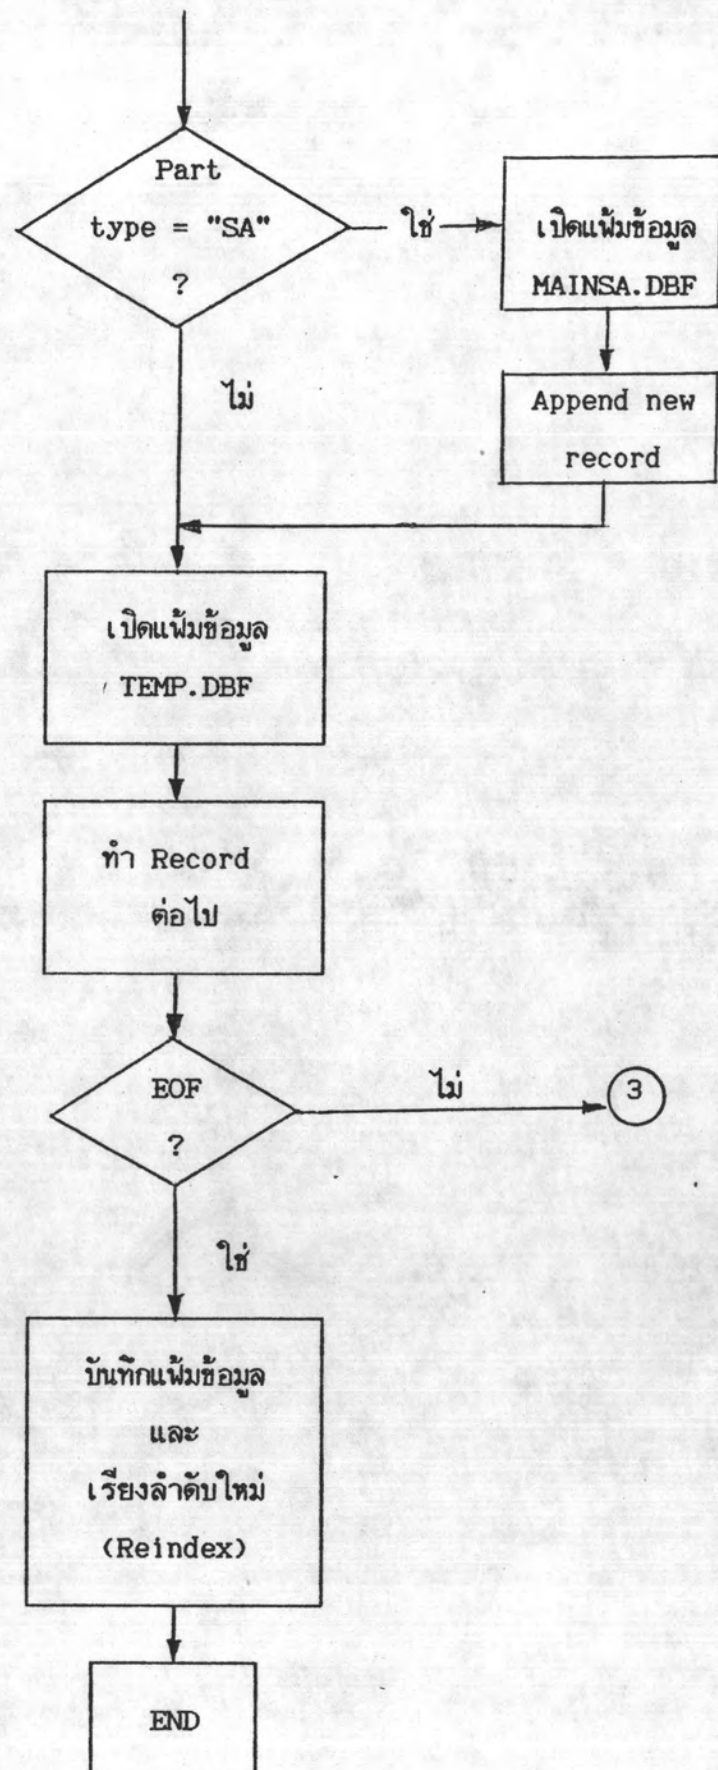 Part
type = "SA"
?
ใช่
เปิดแฟ้มข้อมูล
MAINSA.DBF
Append new
record
ไม่
เปิดแฟ้มข้อมูล
TEMP.DBF
ทำ Record
ต่อไป
EOF
?
ไม่
3
ใช่
บันทึกแฟ้มข้อมูล
และ
เรียงลำดับใหม่
(Reindex)
END